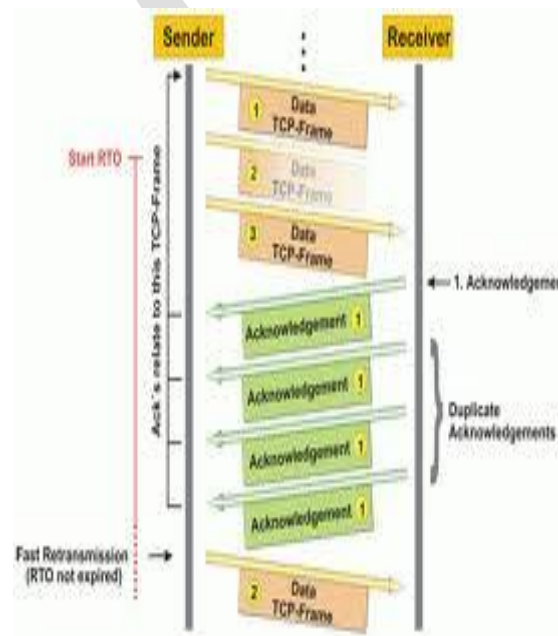 Sender
Receiver
1
Data
TCP-Frame
Start RTO
2
Data
TCP-Frame
3
Data
TCP-Frame
Ack's relate to this TCP-Frame
1. Acknowledgeme
Acknowledgement 1
Acknowledgement 1
Duplicate
Acknowledgements
Acknowledgement 1
Acknowledgement 1
Fast Retransmission
(RTO not expired)
2
Data
TCP-Frame